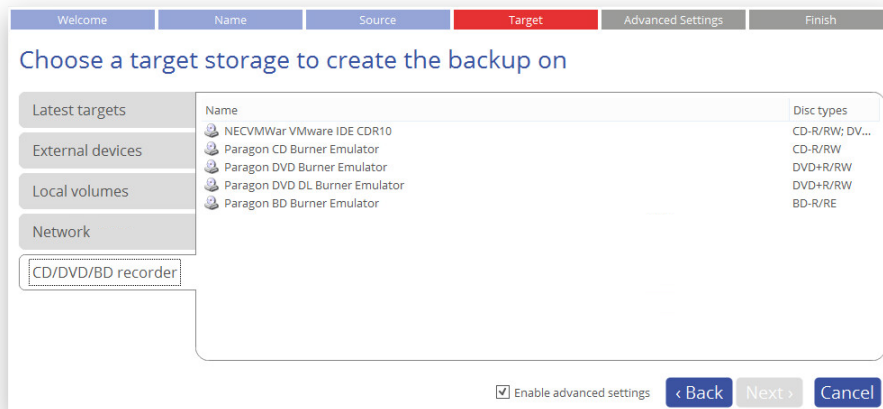 Welcome Name Source Target Advanced Settings Finish
Choose a target storage to create the backup on
Latest targets
External devices
Local volumes
Network
CD/DVD/BD recorder
Name Disc types
NECVMWar VMware IDE CDR10 CD-R/RW; DV...
Paragon CD Burner Emulator CD-R/RW
Paragon DVD Burner Emulator DVD+R/RW
Paragon DVD DL Burner Emulator DVD+R/RW
Paragon BD Burner Emulator BD-R/RE
Enable advanced settings ‹ Back Next › Cancel